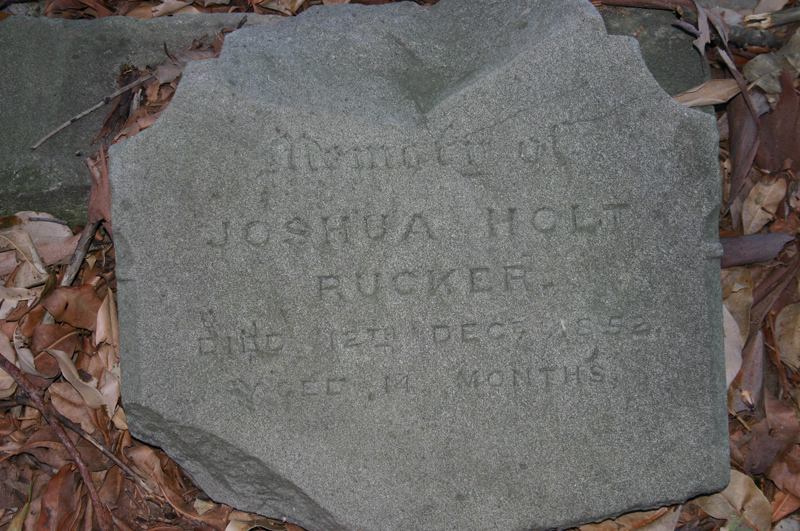 Memory of
JOSHUA HOLT
RUCKER.
DIED 12TH DECR 1852.
AGED 14 MONTHS.